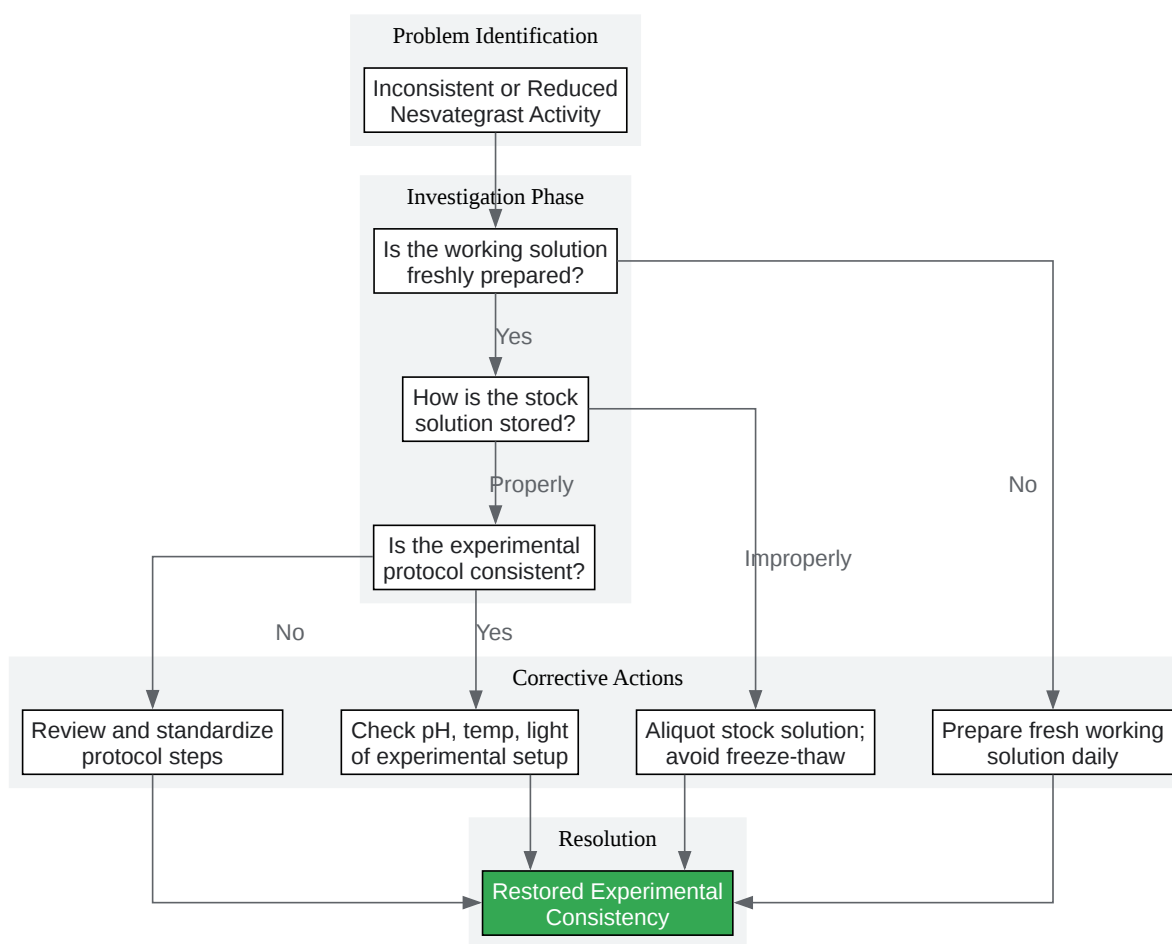 Problem Identification
Inconsistent or Reduced
Nesvategrast Activity
Investigation Phase
Is the working solution
freshly prepared?
Yes
How is the stock
solution stored?
Properly
No
Is the experimental
protocol consistent?
Improperly
No
Yes
Corrective Actions
Review and standardize
protocol steps
Check pH, temp, light
of experimental setup
Aliquot stock solution;
avoid freeze-thaw
Prepare fresh working
solution daily
Resolution
Restored Experimental
Consistency